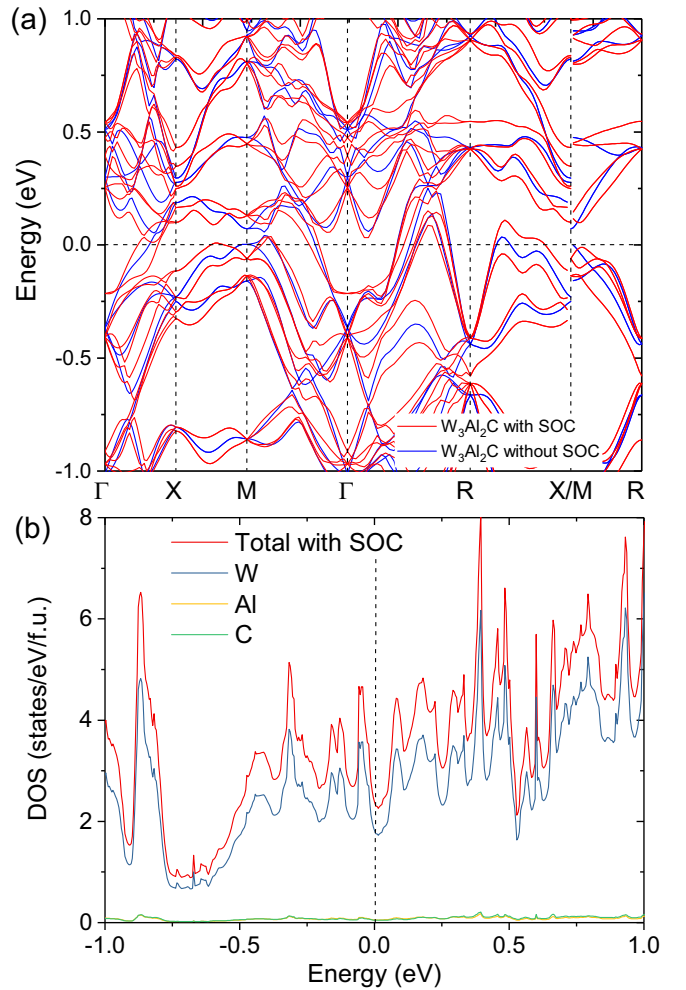 (a)
1.0
0.5
0.0
-0.5
-1.0
Energy (eV)
W₃Al₂C with SOC
W₃Al₂C without SOC
Γ X M Γ R X/M R
(b)
8
6
4
2
0
DOS (states/eV/f.u.)
Total with SOC
W
Al
C
-1.0 -0.5 0.0 0.5 1.0
Energy (eV)